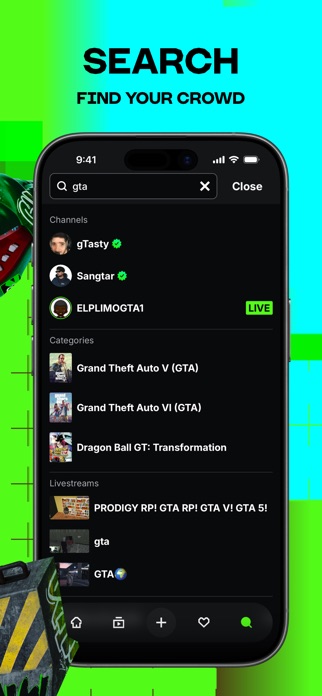 SEARCH
FIND YOUR CROWD
9:41
gta
Close
Channels
gTasty
Sangtar
ELPLIMOGTA1
LIVE
Categories
Grand Theft Auto V (GTA)
Grand Theft Auto VI (GTA)
Dragon Ball GT: Transformation
Livestreams
PRODIGY RP! GTA RP! GTA V! GTA 5!
gta
GTA🌍